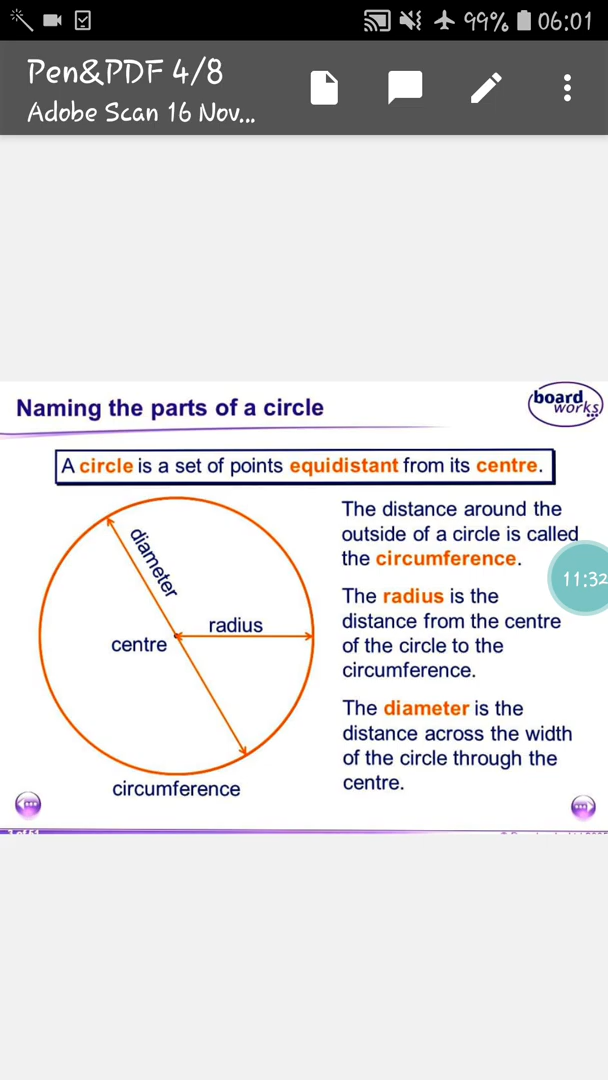 99% 06:01
Pen&PDF 4/8
Adobe Scan 16 Nov...
Naming the parts of a circle
board
works
A circle is a set of points equidistant from its centre.
diameter
radius
centre
circumference
The distance around the
outside of a circle is called
the circumference.
11:32
The radius is the
distance from the centre
of the circle to the
circumference.
The diameter is the
distance across the width
of the circle through the
centre.